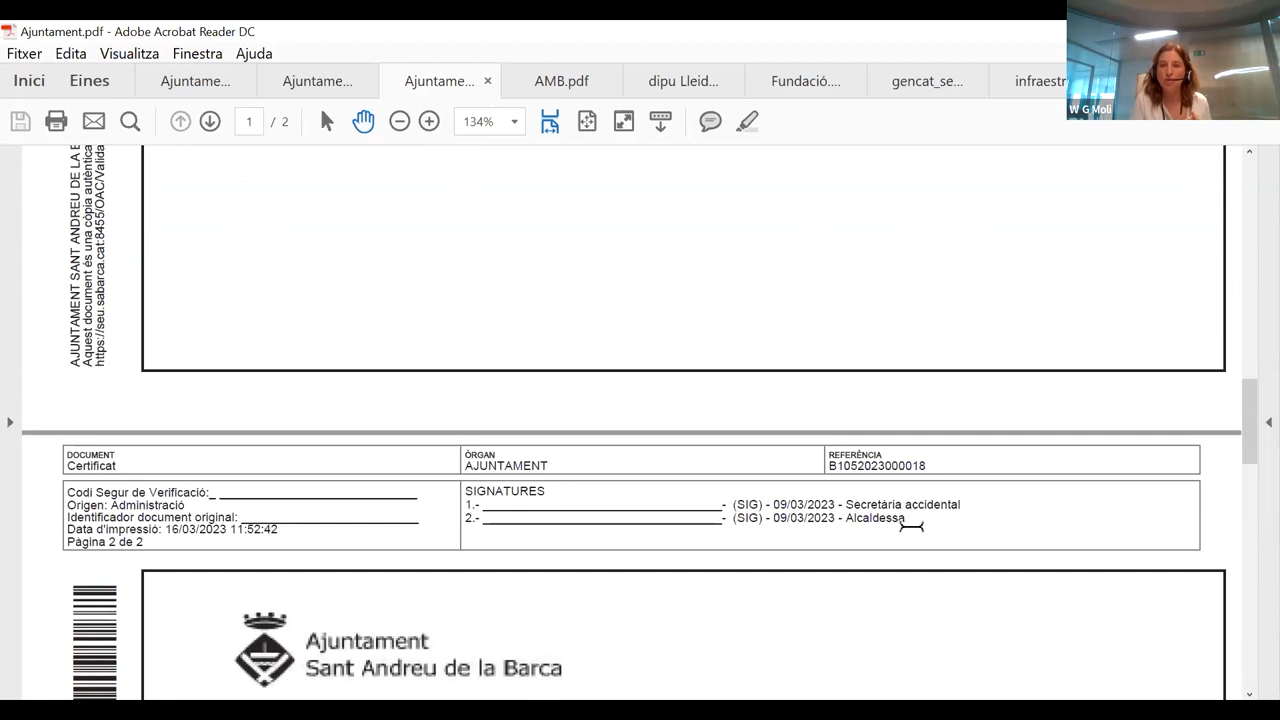 Ajuntament.pdf - Adobe Acrobat Reader DC
Fitxer Edita Visualitza Finestra Ajuda
Inici Eines Ajuntame... Ajuntame... Ajuntame... × AMB.pdf dipu Lleid... Fundació.... gencat_se... infraestr
1 / 2 134%
W G Moli
AJUNTAMENT SANT ANDREU DE LA
Aquest document és una còpia autèntica
https://seu.sabarca.cat:8455/OAC/Valida
DOCUMENT
Certificat
ÒRGAN
AJUNTAMENT
REFERÈNCIA
B1052023000018
Codi Segur de Verificació:
Origen: Administració
Identificador document original:
Data d'impressió: 16/03/2023 11:52:42
Pàgina 2 de 2
SIGNATURES
1.- - (SIG) - 09/03/2023 - Secretària accidental
2.- - (SIG) - 09/03/2023 - Alcaldessa
Ajuntament
Sant Andreu de la Barca